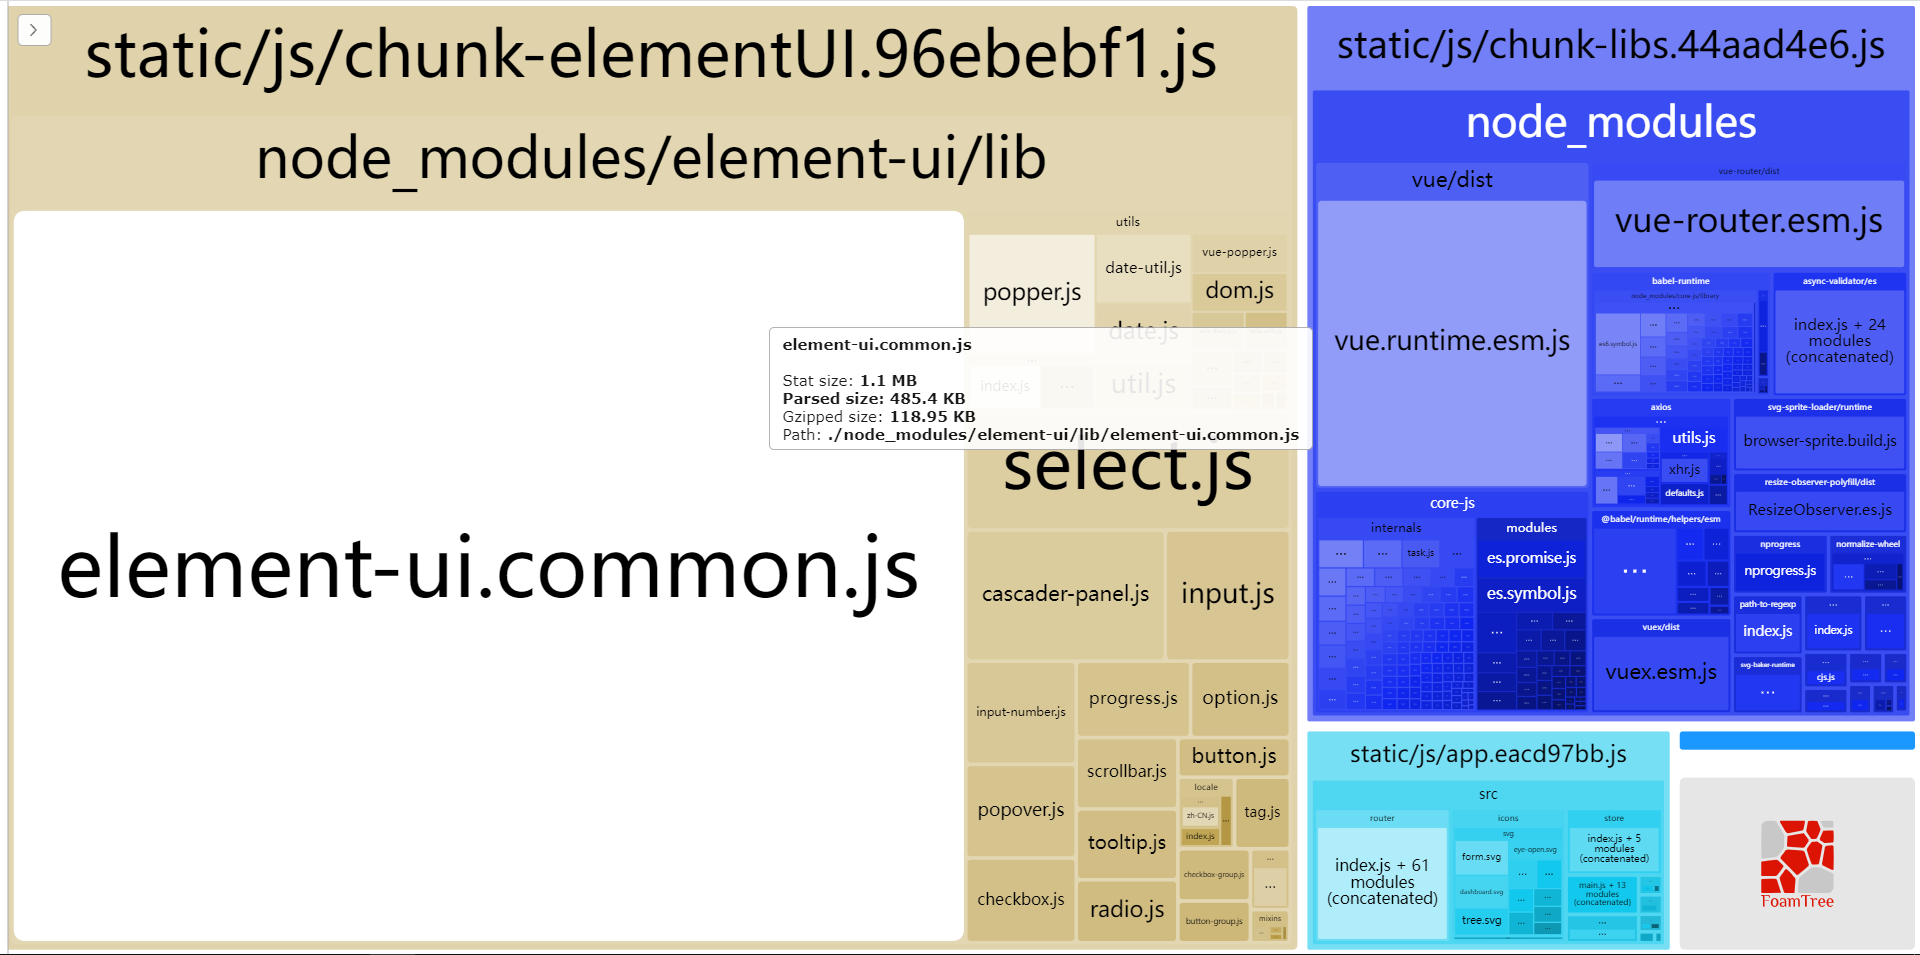 static/js/chunk-elementUI.96ebebf1.js
node_modules/element-ui/lib
element-ui.common.js
utils
popper.js
date-util.js
vue-popper.js
dom.js
date.js
index.js
...
util.js
...
element-ui.common.js
Stat size: 1.1 MB
Parsed size: 485.4 KB
Gzipped size: 118.95 KB
Path: ./node_modules/element-ui/lib/element-ui.common.js
select.js
cascader-panel.js
input.js
input-number.js
progress.js
option.js
popover.js
scrollbar.js
button.js
locale
...
zh-CN.js
index.js
...
tag.js
tooltip.js
checkbox.js
radio.js
checkbox-group.js
button-group.js
...
...
mixins
...
static/js/chunk-libs.44aad4e6.js
node_modules
vue/dist
vue.runtime.esm.js
vue-router/dist
vue-router.esm.js
babel-runtime
node_modules/core-js/library
...
es6.symbol.js
async-validator/es
index.js + 24
modules
(concatenated)
core-js
internals
...
...
task.js
...
modules
es.promise.js
es.symbol.js
...
axios
...
utils.js
xhr.js
defaults.js
svg-sprite-loader/runtime
browser-sprite.build.js
resize-observer-polyfill/dist
ResizeObserver.es.js
@babel/runtime/helpers/esm
...
nprogress
nprogress.js
normalize-wheel
...
path-to-regexp
index.js
...
index.js
...
...
vuex/dist
vuex.esm.js
svg-baker-runtime
...
...
cjs.js
static/js/app.eacd97bb.js
src
router
index.js + 61
modules
(concatenated)
icons
svg
form.svg
eye-open.svg
dashboard.svg
tree.svg
...
store
index.js + 5
modules
(concatenated)
main.js + 13
modules
(concatenated)
...
...
FoamTree